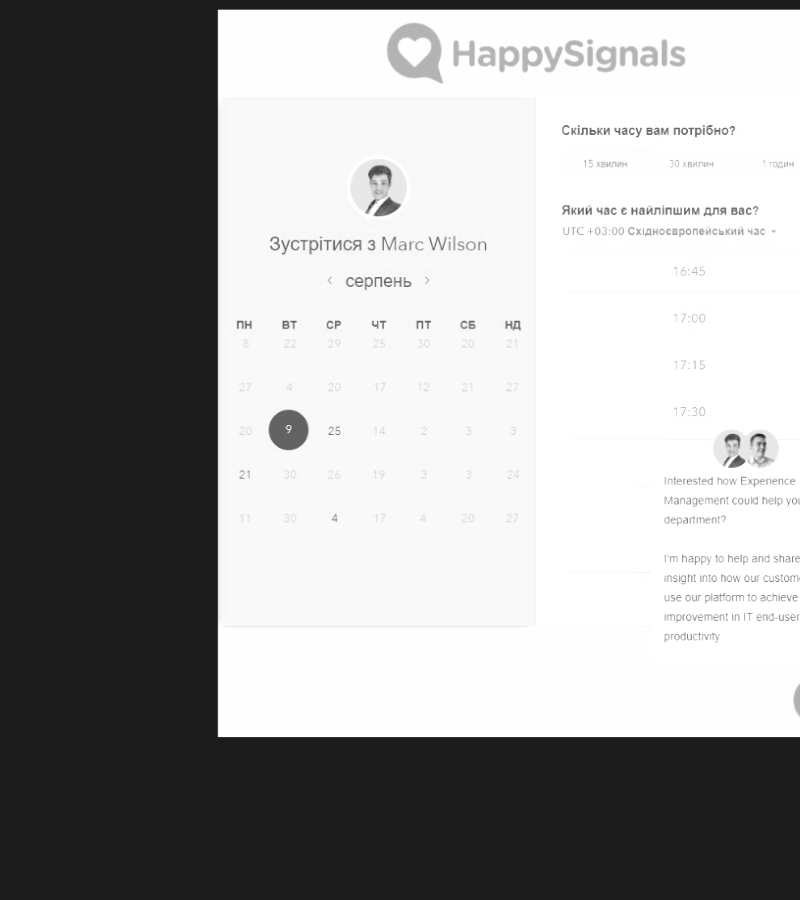 HappySignals
Зустрітися з Marc Wilson
серпень
ПН ВТ СР ЧТ ПТ СБ НД
6 22 29 25 30 20 21
27 4 20 17 12 21 27
20 9 25 14 2 3 3
21 30 26 19 3 3 24
11 30 4 17 4 20 27
Скільки часу вам потрібно?
15 хвилин 30 хвилин 1 годин
Який час є найліпшим для вас?
UTC +03:00 Східноєвропейський час
16:45
17:00
17:15
17:30
Interested how Experience
Management could help you
department?
I'm happy to help and share
insight into how our custome
use our platform to achieve
improvement in IT end-user
productivity